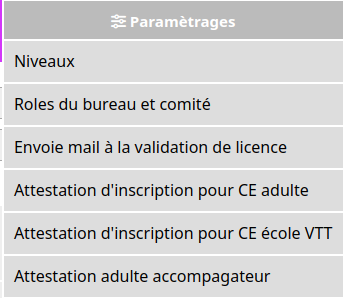 Paramètrages
Niveaux
Roles du bureau et comité
Envoie mail à la validation de licence
Attestation d'inscription pour CE adulte
Attestation d'inscription pour CE école VTT
Attestation adulte accompagateur